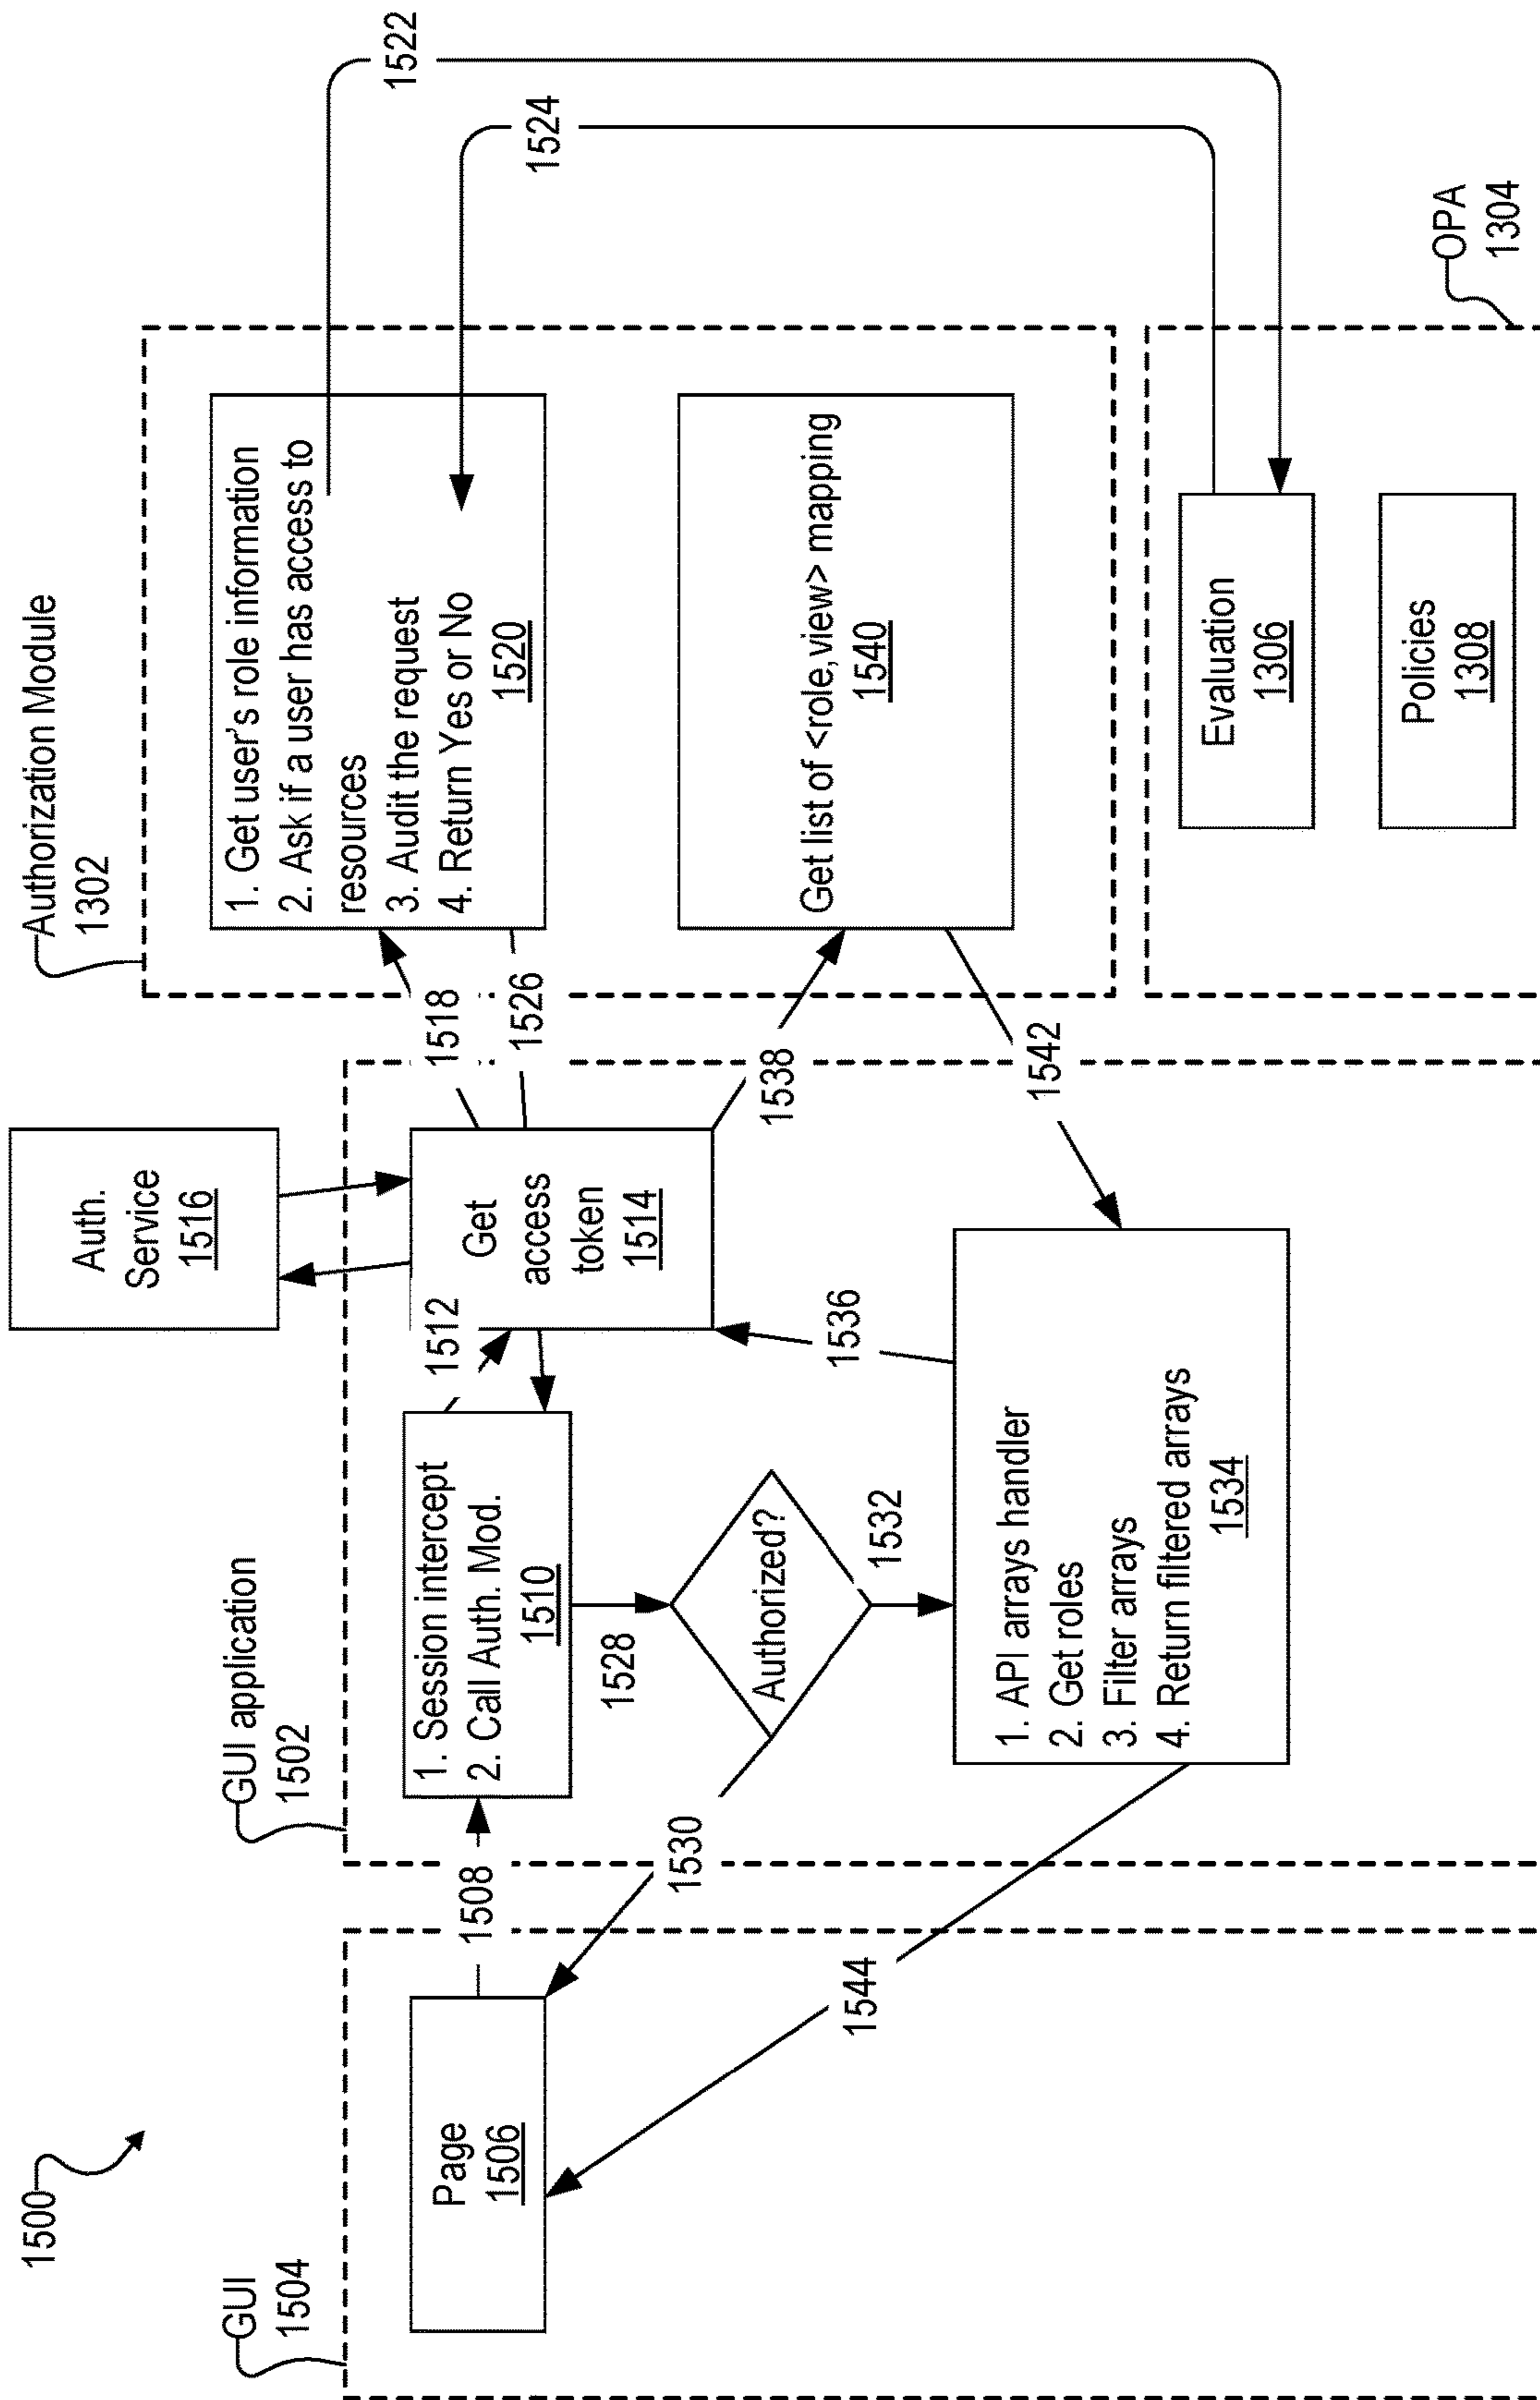 1500
GUI
1504
Page
1506
1508
GUI application
1502
1. Session intercept
2. Call Auth. Mod.
1510
1512
Auth.
Service
1516
Get
access
token
1514
1528
Authorized?
1530
1532
1. API arrays handler
2. Get roles
3. Filter arrays
4. Return filtered arrays
1534
1536
1544
1518
1526
1538
1542
Authorization Module
1302
1. Get user's role information
2. Ask if a user has access to
resources
3. Audit the request
4. Return Yes or No
1520
Get list of <role,view> mapping
1540
1522
1524
OPA
1304
Evaluation
1306
Policies
1308